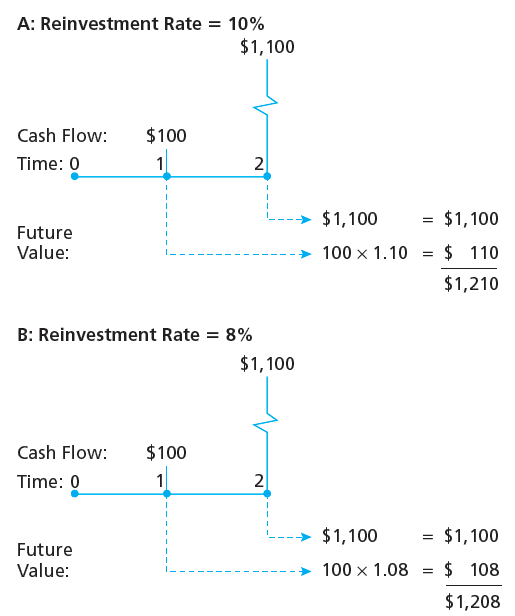 A: Reinvestment Rate = 10%
$1,100
Cash Flow: $100
Time: 0 1 2
$1,100 = $1,100
Future
Value: 100 × 1.10 = $ 110
$1,210
B: Reinvestment Rate = 8%
$1,100
Cash Flow: $100
Time: 0 1 2
$1,100 = $1,100
Future
Value: 100 × 1.08 = $ 108
$1,208